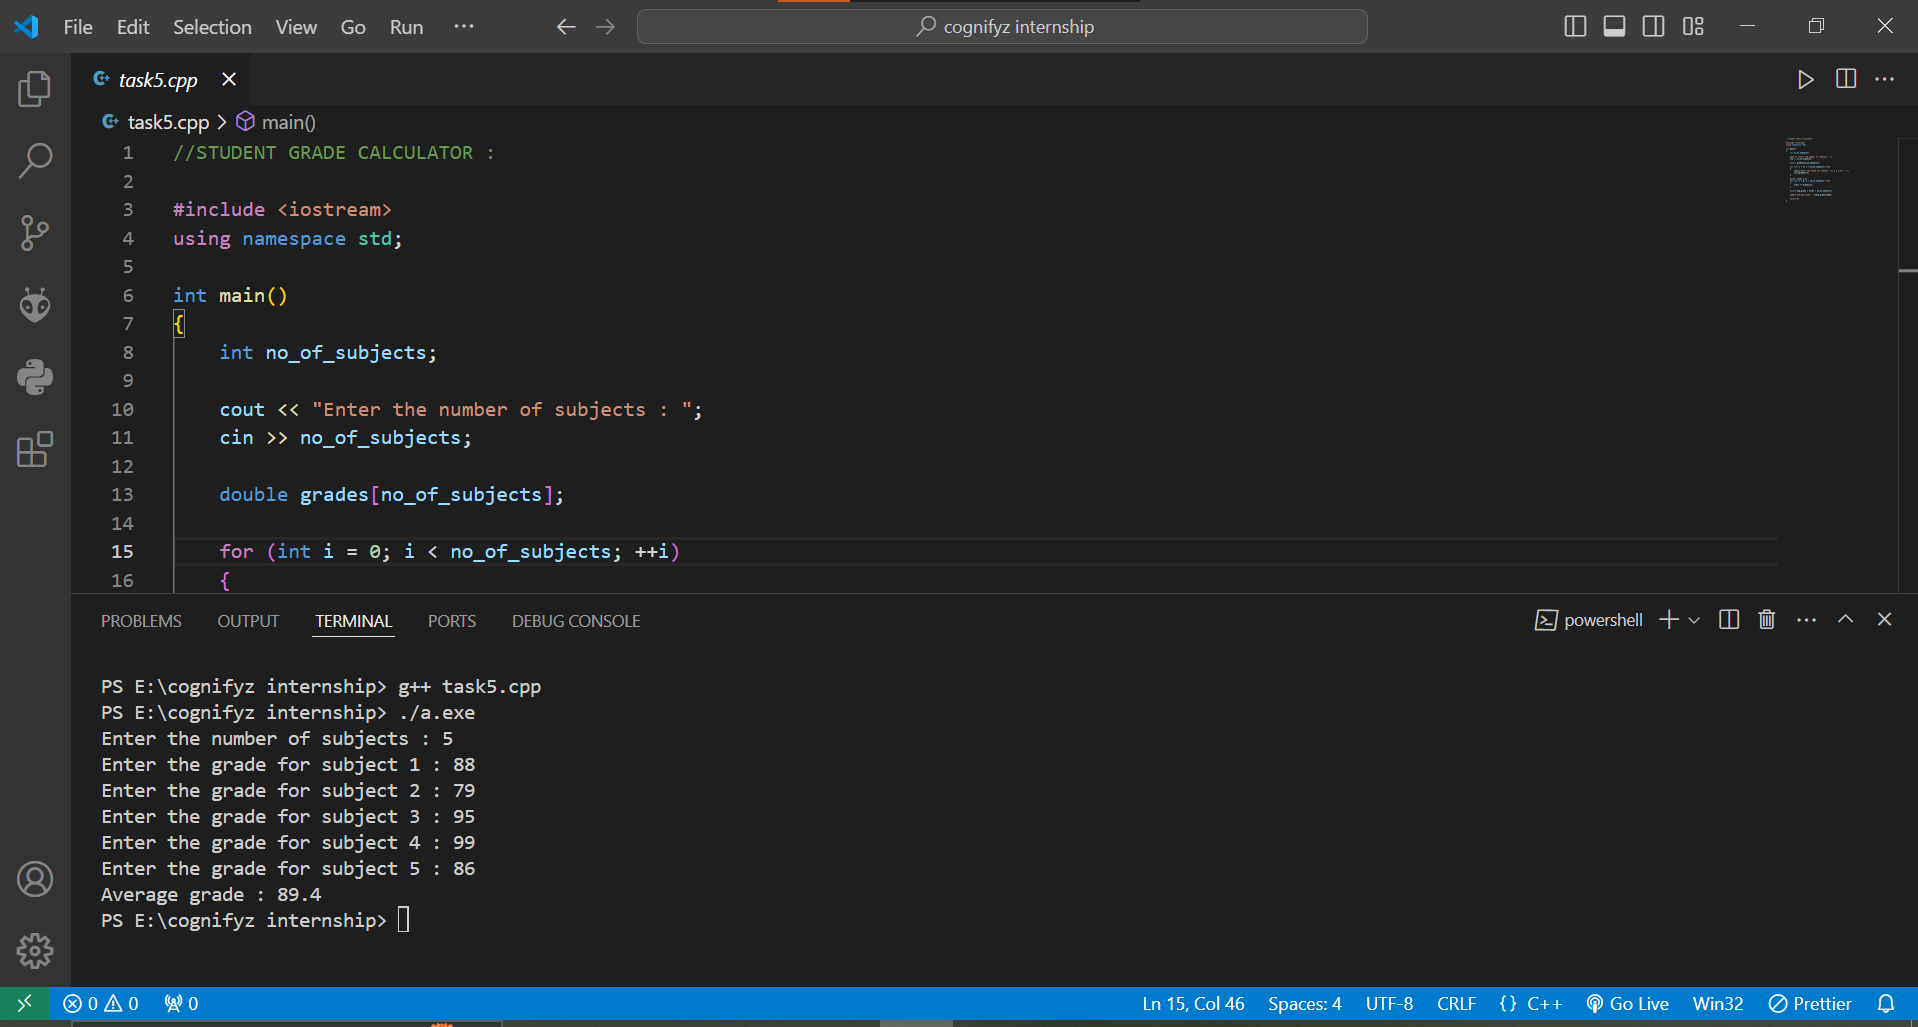 File Edit Selection View Go Run ···
cognifyz internship
task5.cpp
task5.cpp > main()
1 //STUDENT GRADE CALCULATOR :
2
3 #include <iostream>
4 using namespace std;
5
6 int main()
7 {
8 int no_of_subjects;
9
10 cout << "Enter the number of subjects : ";
11 cin >> no_of_subjects;
12
13 double grades[no_of_subjects];
14
15 for (int i = 0; i < no_of_subjects; ++i)
16 {
PROBLEMS OUTPUT TERMINAL PORTS DEBUG CONSOLE powershell
PS E:\cognifyz internship> g++ task5.cpp
PS E:\cognifyz internship> ./a.exe
Enter the number of subjects : 5
Enter the grade for subject 1 : 88
Enter the grade for subject 2 : 79
Enter the grade for subject 3 : 95
Enter the grade for subject 4 : 99
Enter the grade for subject 5 : 86
Average grade : 89.4
PS E:\cognifyz internship>
0 0 0 Ln 15, Col 46 Spaces: 4 UTF-8 CRLF {} C++ Go Live Win32 Prettier